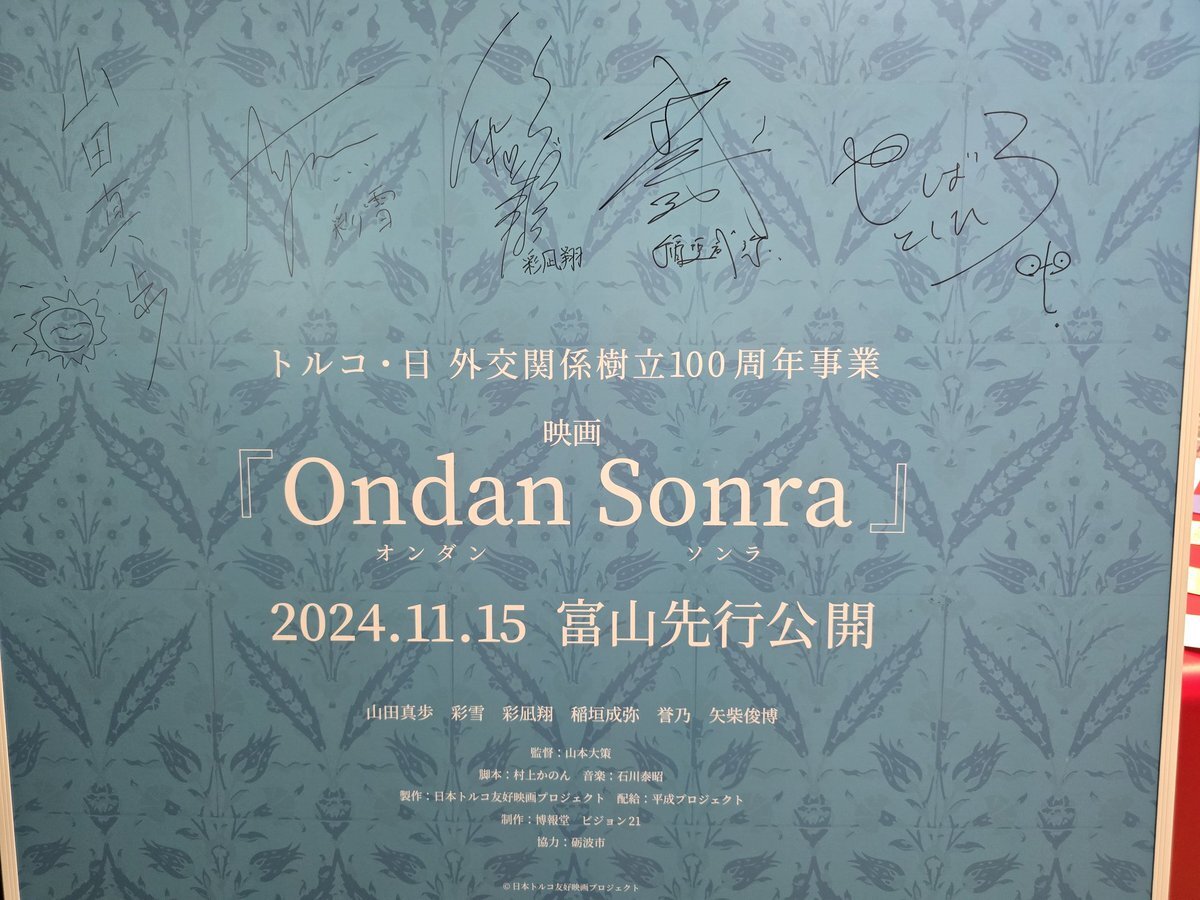 山田真歩
彩雪
彩凪翔
稲垣成弥
やしば
としひろ
トルコ・日 外交関係樹立100周年事業
映画
『Ondan Sonra』
オンダン ソンラ
2024.11.15 富山先行公開
山田真歩 彩雪 彩凪翔 稲垣成弥 誉乃 矢柴俊博
監督:山本大策
脚本:村上かのん 音楽:石川泰昭
製作:日本トルコ友好映画プロジェクト 配給:平成プロジェクト
制作:博報堂 ビジョン21
協力:砺波市
©日本トルコ友好映画プロジェクト